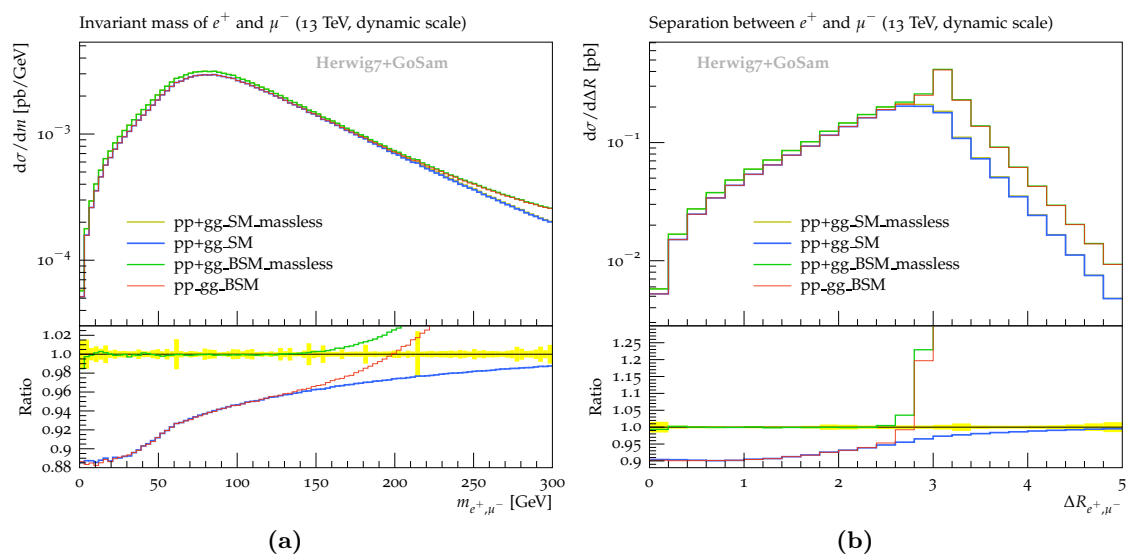 Invariant mass of e⁺ and μ⁻ (13 TeV, dynamic scale)
Herwig7+GoSam
dσ/dm [pb/GeV]
10⁻³
10⁻⁴
pp+gg_SM_massless
pp+gg_SM
pp+gg_BSM_massless
pp_gg_BSM
Ratio
1.02
1.0
0.98
0.96
0.94
0.92
0.9
0.88
0 50 100 150 200 250 300
m_{e⁺,μ⁻} [GeV]
(a)
Separation between e⁺ and μ⁻ (13 TeV, dynamic scale)
Herwig7+GoSam
dσ/dΔR [pb]
10⁻¹
10⁻²
pp+gg_SM_massless
pp+gg_SM
pp+gg_BSM_massless
pp_gg_BSM
Ratio
1.25
1.2
1.15
1.1
1.05
1.0
0.95
0.9
0 1 2 3 4 5
ΔR_{e⁺,μ⁻}
(b)